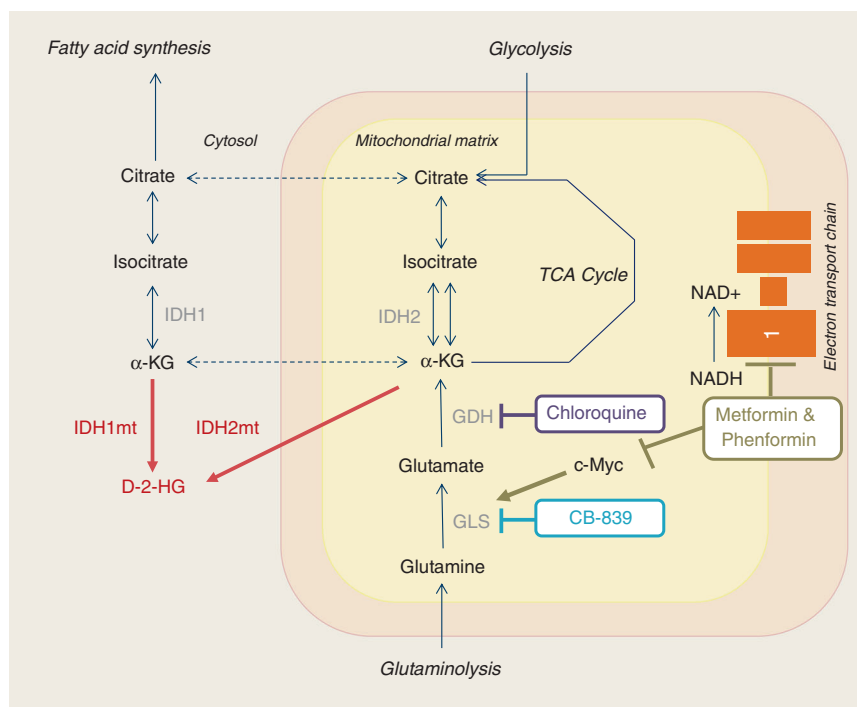 Fatty acid synthesis
Glycolysis
Cytosol
Mitochondrial matrix
Citrate
Citrate
Isocitrate
Isocitrate
TCA Cycle
Electron transport chain
NAD+
1
IDH1
IDH2
α-KG
α-KG
NADH
IDH1mt
IDH2mt
GDH
Chloroquine
Metformin &
Phenformin
D-2-HG
Glutamate
c-Myc
GLS
CB-839
Glutamine
Glutaminolysis